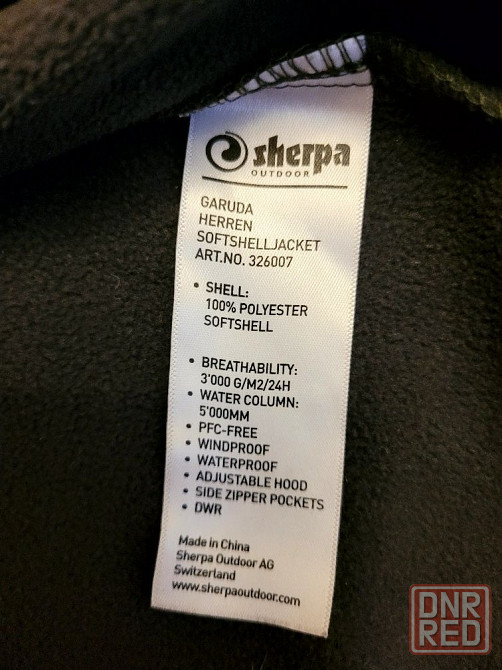 sherpa
OUTDOOR
GARUDA
HERREN
SOFTSHELLJACKET
ART.NO. 326007
• SHELL:
100% POLYESTER
SOFTSHELL
• BREATHABILITY:
3'000 G/M2/24H
• WATER COLUMN:
5'000MM
• PFC-FREE
• WINDPROOF
• WATERPROOF
• ADJUSTABLE HOOD
• SIDE ZIPPER POCKETS
• DWR
Made in China
Sherpa Outdoor AG
Switzerland
www.sherpaoutdoor.com
DNR
RED